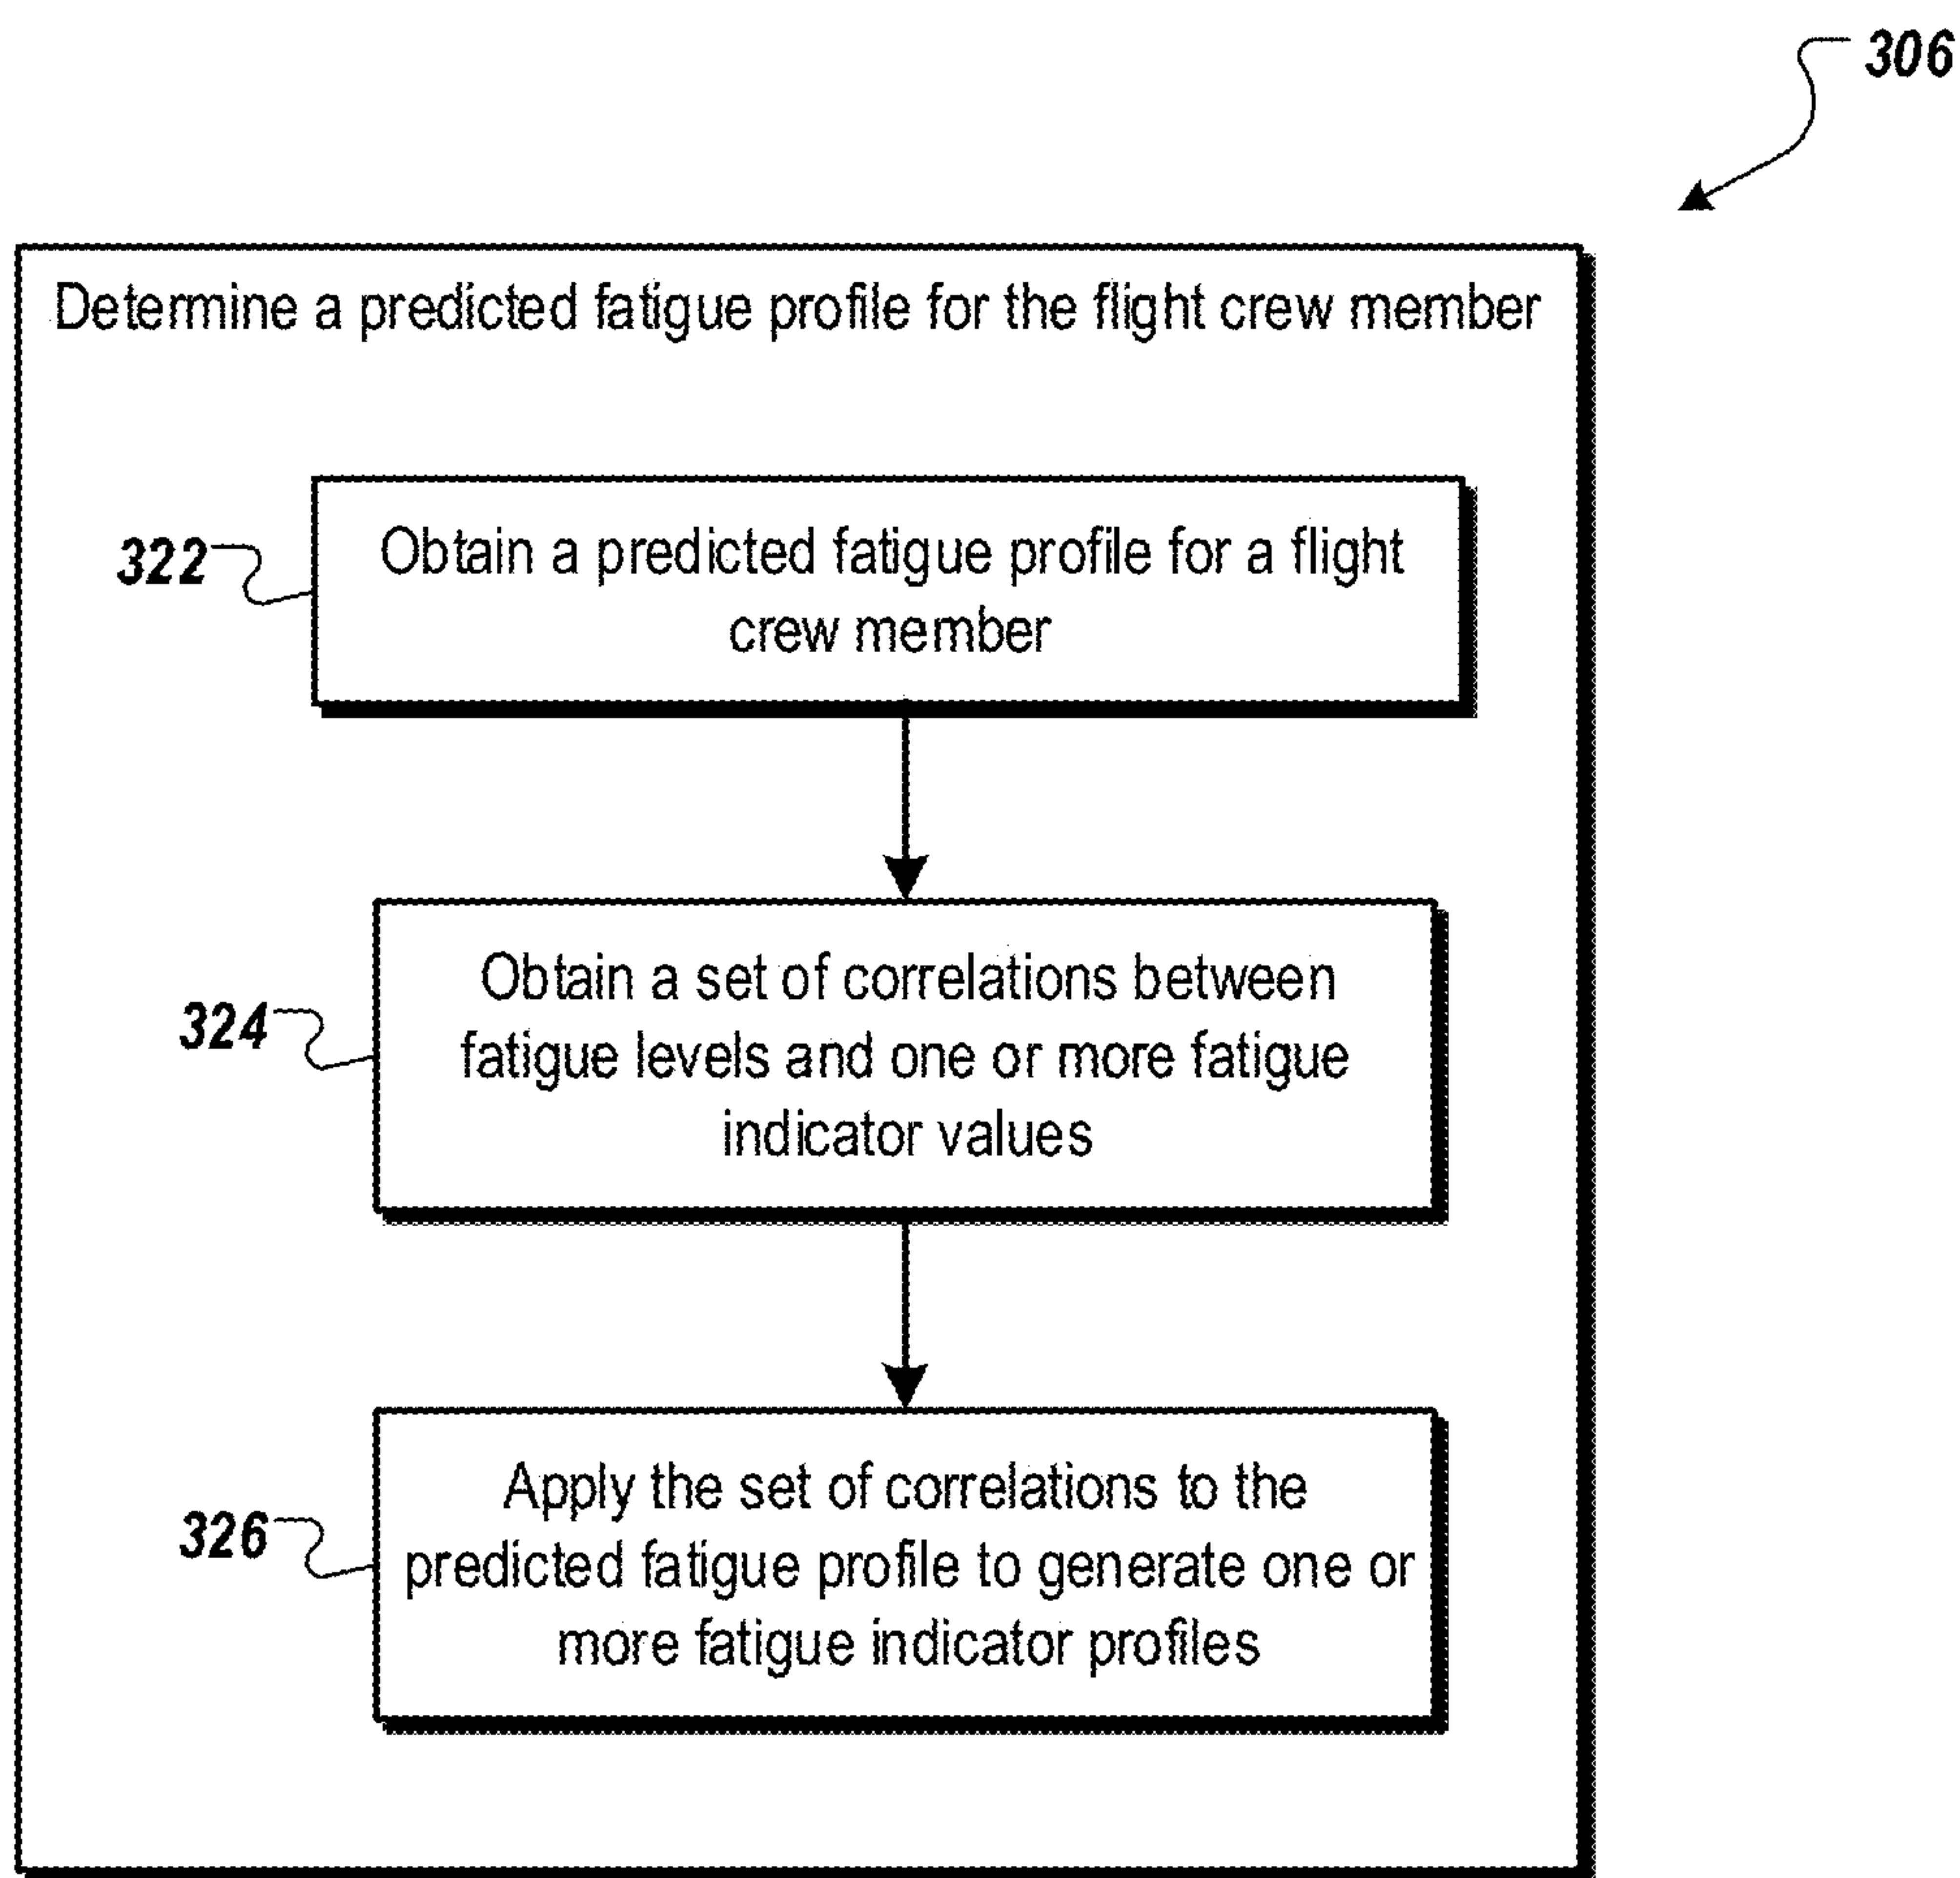 306
Determine a predicted fatigue profile for the flight crew member
322
Obtain a predicted fatigue profile for a flight
crew member
324
Obtain a set of correlations between
fatigue levels and one or more fatigue
indicator values
326
Apply the set of correlations to the
predicted fatigue profile to generate one or
more fatigue indicator profiles